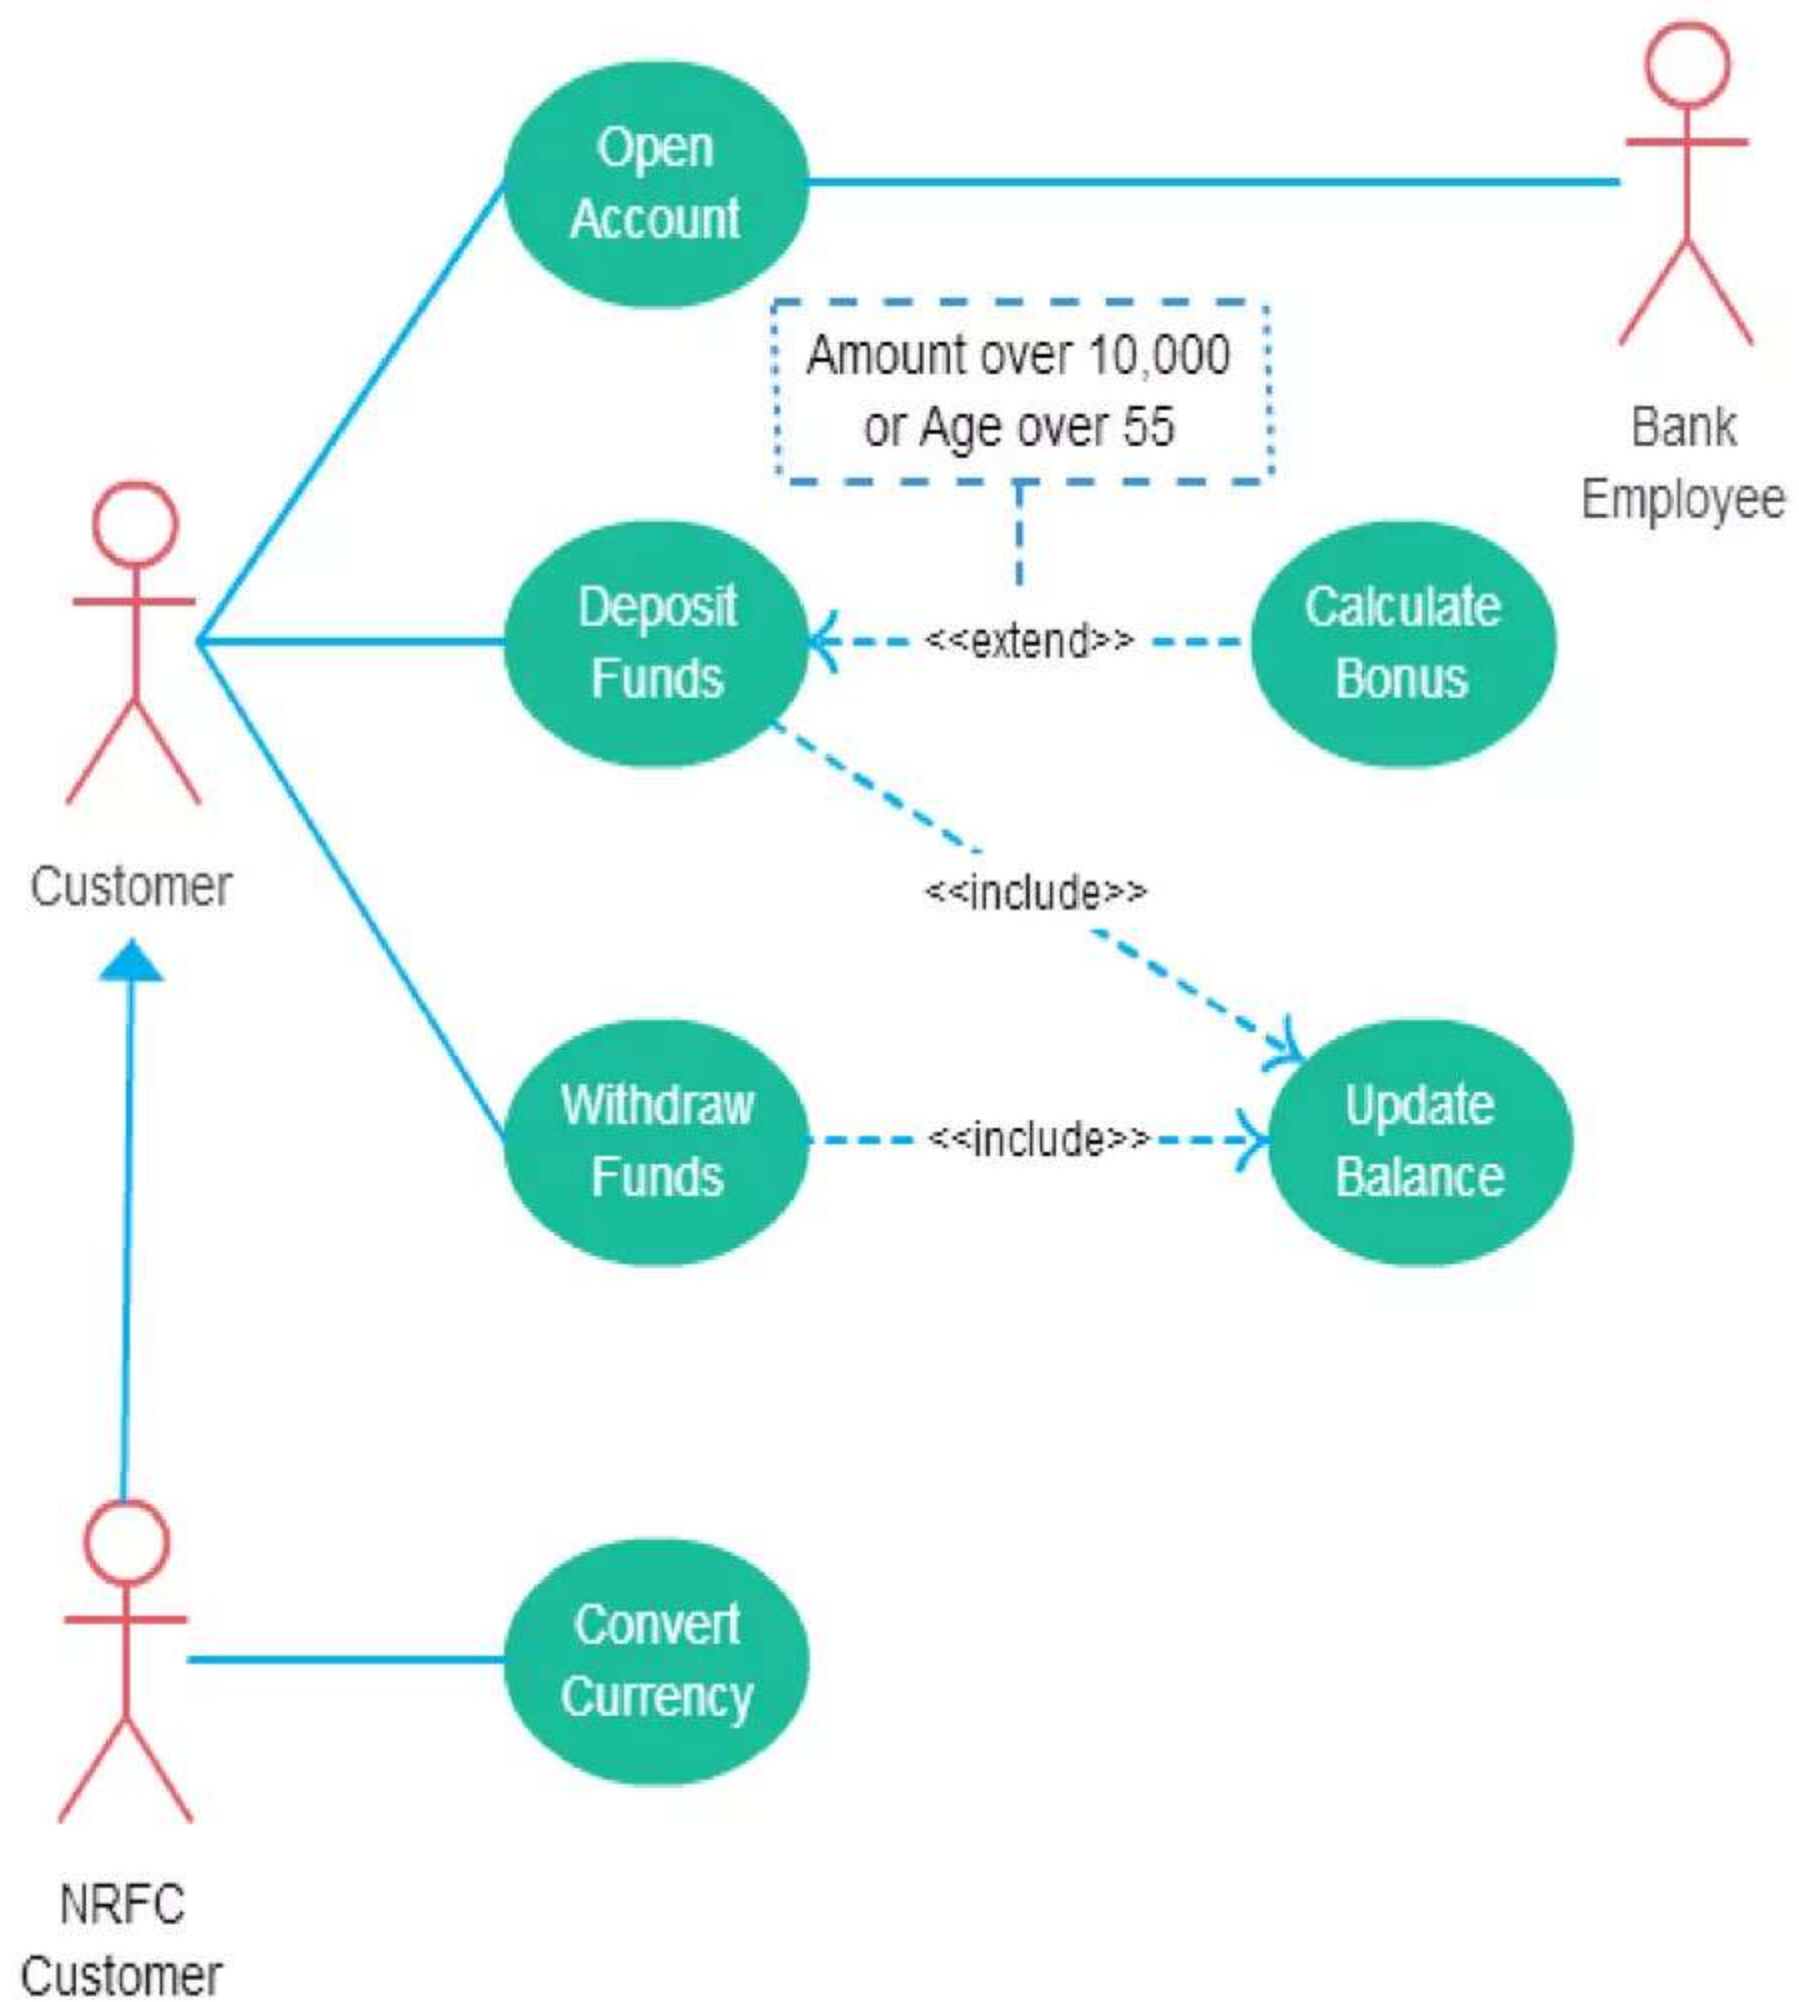 Open
Account
Amount over 10,000
or Age over 55
Bank
Employee
Deposit
Funds
<<extend>>
Calculate
Bonus
Customer
<<include>>
Withdraw
Funds
<<include>>
Update
Balance
Convert
Currency
NRFC
Customer